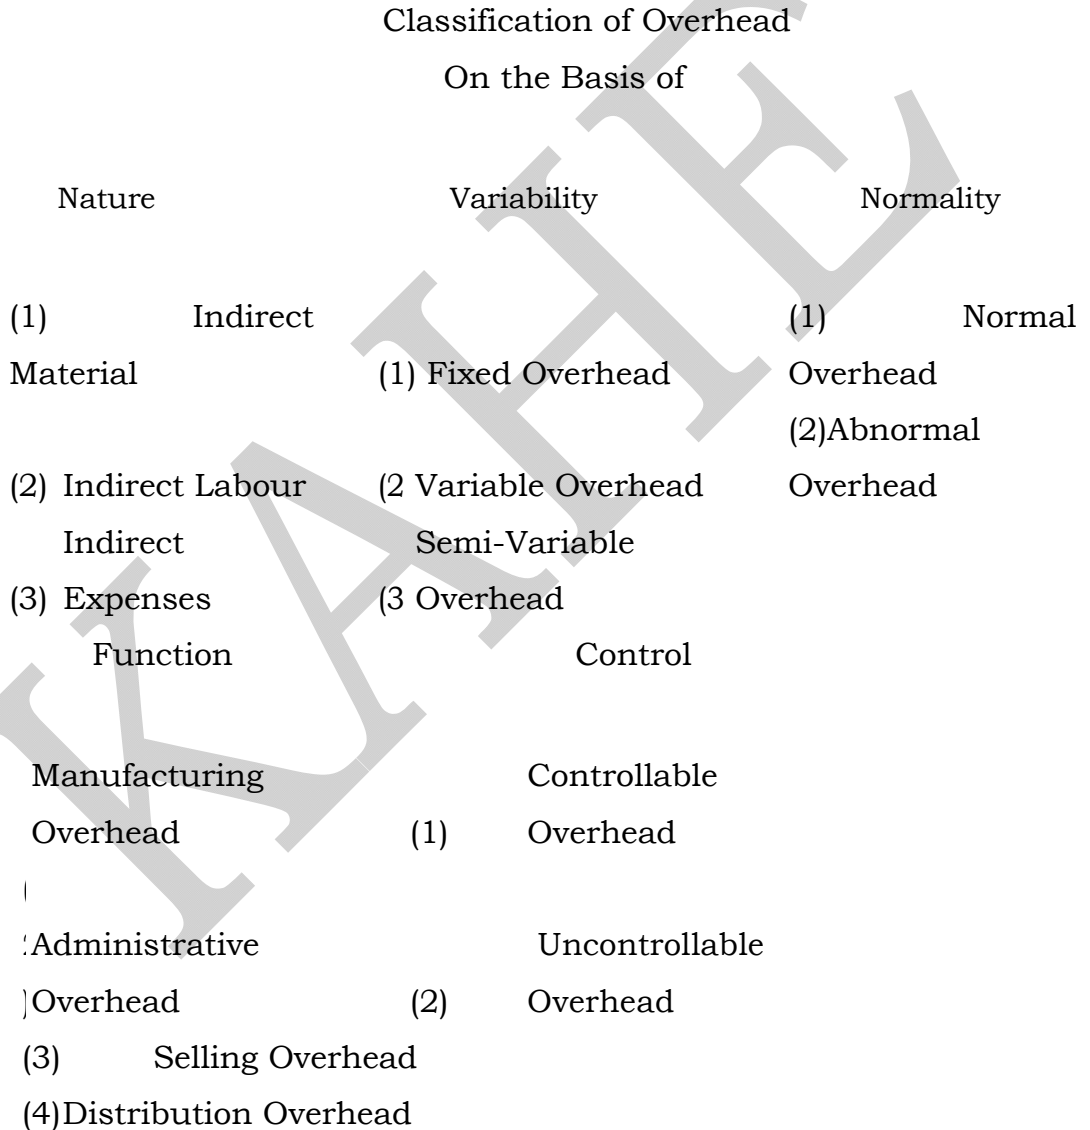 Classification of Overhead
On the Basis of
Nature Variability Normality
(1) Indirect (1) Normal
Material (1) Fixed Overhead Overhead
(2)Abnormal
(2) Indirect Labour (2 Variable Overhead Overhead
Indirect Semi-Variable
(3) Expenses (3 Overhead
Function Control
Manufacturing Controllable
Overhead (1) Overhead
(
Administrative Uncontrollable
)Overhead (2) Overhead
(3) Selling Overhead
(4)Distribution Overhead
KAHE